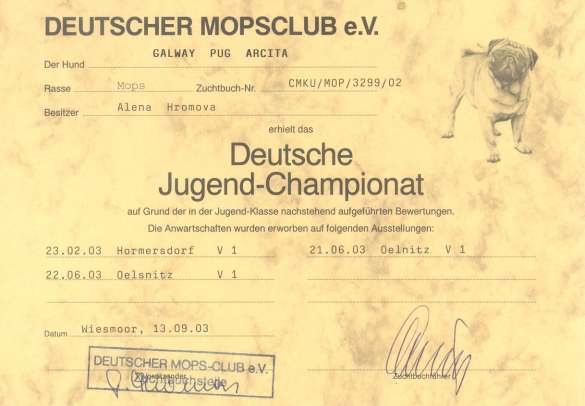 DEUTSCHER MOPSCLUB e.V.
Der Hund GALWAY PUG ARCITA
Rasse Mops Zuchtbuch-Nr. CMKU/MOP/3299/02
Besitzer Alena Hromova
erhielt das
Deutsche
Jugend-Championat
auf Grund der in der Jugend-Klasse nachstehend aufgeführten Bewertungen.
Die Anwartschaften wurden erworben auf folgenden Ausstellungen:
23.02.03 Hormersdorf V 1 21.06.03 Oelnitz V 1
22.06.03 Oelsnitz V 1
Datum Wiesmoor, 13.09.03
DEUTSCHER MOPS-CLUB e.V.
Zuchtbuchstelle
Zuchtbuchführer